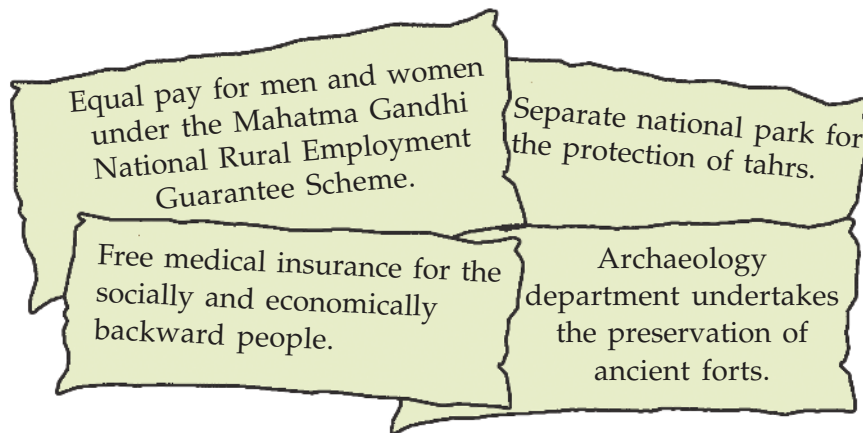 Equal pay for men and women
under the Mahatma Gandhi
National Rural Employment
Guarantee Scheme.
Separate national park for
the protection of tahrs.
Free medical insurance for the
socially and economically
backward people.
Archaeology
department undertakes
the preservation of
ancient forts.